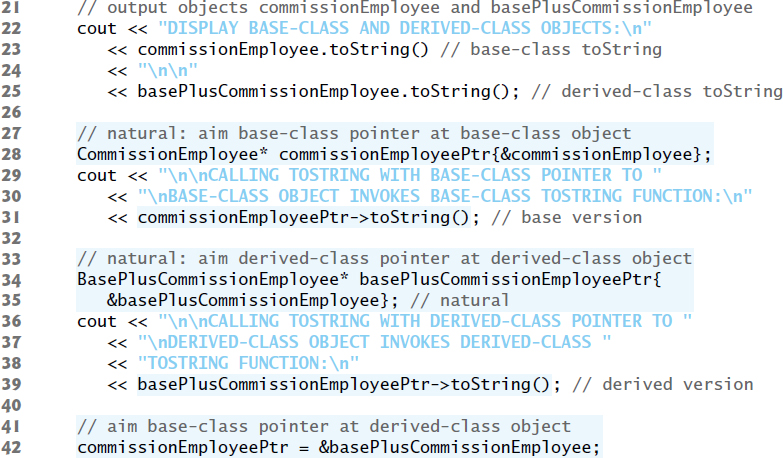 21 // output objects commissionEmployee and basePlusCommissionEmployee
22 cout << "DISPLAY BASE-CLASS AND DERIVED-CLASS OBJECTS:\n"
23    << commissionEmployee.toString() // base-class toString
24    << "\n\n"
25    << basePlusCommissionEmployee.toString(); // derived-class toString
26
27 // natural: aim base-class pointer at base-class object
28 CommissionEmployee* commissionEmployeePtr{&commissionEmployee};
29 cout << "\n\nCALLING TOSTRING WITH BASE-CLASS POINTER TO "
30    << "\nBASE-CLASS OBJECT INVOKES BASE-CLASS TOSTRING FUNCTION:\n"
31    << commissionEmployeePtr->toString(); // base version
32
33 // natural: aim derived-class pointer at derived-class object
34 BasePlusCommissionEmployee* basePlusCommissionEmployeePtr{
35    &basePlusCommissionEmployee}; // natural
36 cout << "\n\nCALLING TOSTRING WITH DERIVED-CLASS POINTER TO "
37    << "\nDERIVED-CLASS OBJECT INVOKES DERIVED-CLASS "
38    << "TOSTRING FUNCTION:\n"
39    << basePlusCommissionEmployeePtr->toString(); // derived version
40
41 // aim base-class pointer at derived-class object
42 commissionEmployeePtr = &basePlusCommissionEmployee;